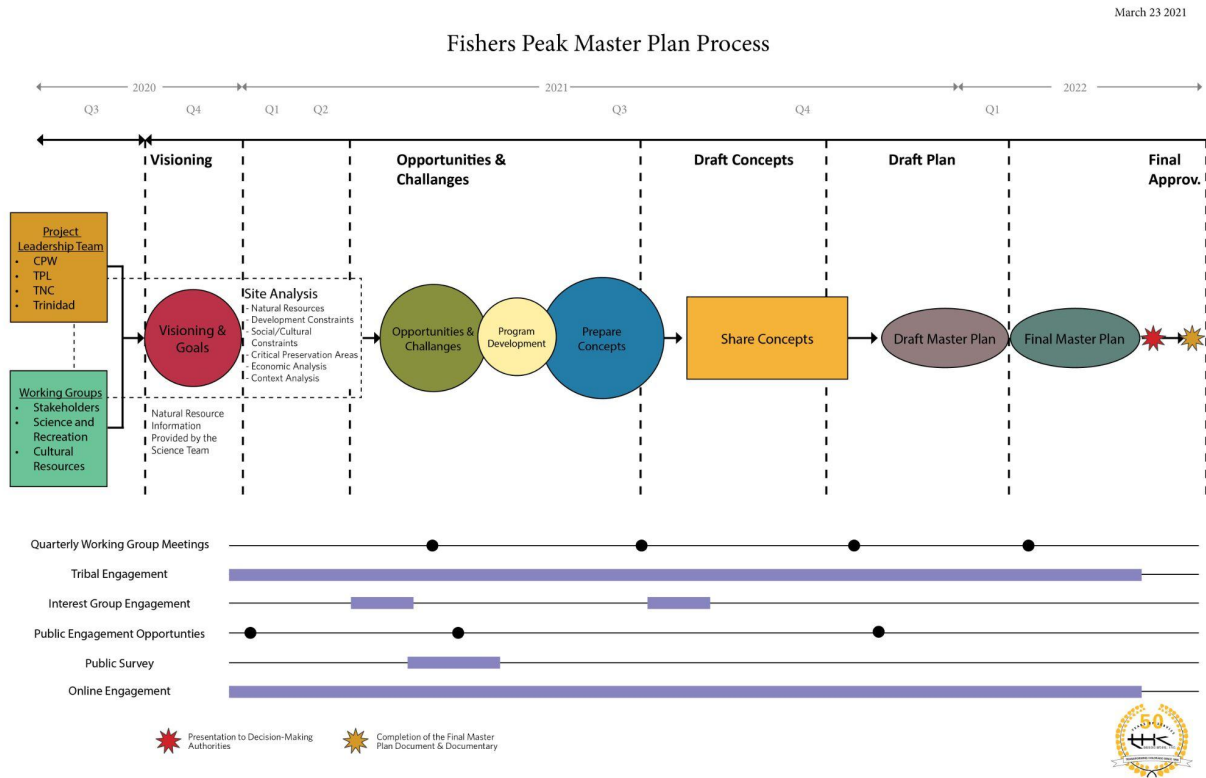 March 23 2021
Fishers Peak Master Plan Process
2020
2021
2022
Q3
Q4
Q1
Q2
Q3
Q4
Q1
Visioning
Opportunities &
Challanges
Draft Concepts
Draft Plan
Final
Approv.
Project
Leadership Team
• CPW
• TPL
• TNC
• Trinidad
Working Groups
• Stakeholders
• Science and
Recreation
• Cultural
Resources
Visioning &
Goals
Natural Resource
Information
Provided by the
Science Team
Site Analysis
- Natural Resources
- Development Constraints
- Social/Cultural
Constraints
- Critical Preservation Areas
- Economic Analysis
- Context Analysis
Opportunities &
Challanges
Program
Development
Prepare
Concepts
Share Concepts
Draft Master Plan
Final Master Plan
Quarterly Working Group Meetings
Tribal Engagement
Interest Group Engagement
Public Engagement Opportunties
Public Survey
Online Engagement
Presentation to Decision-Making
Authorities
Completion of the Final Master
Plan Document & Documentary
50